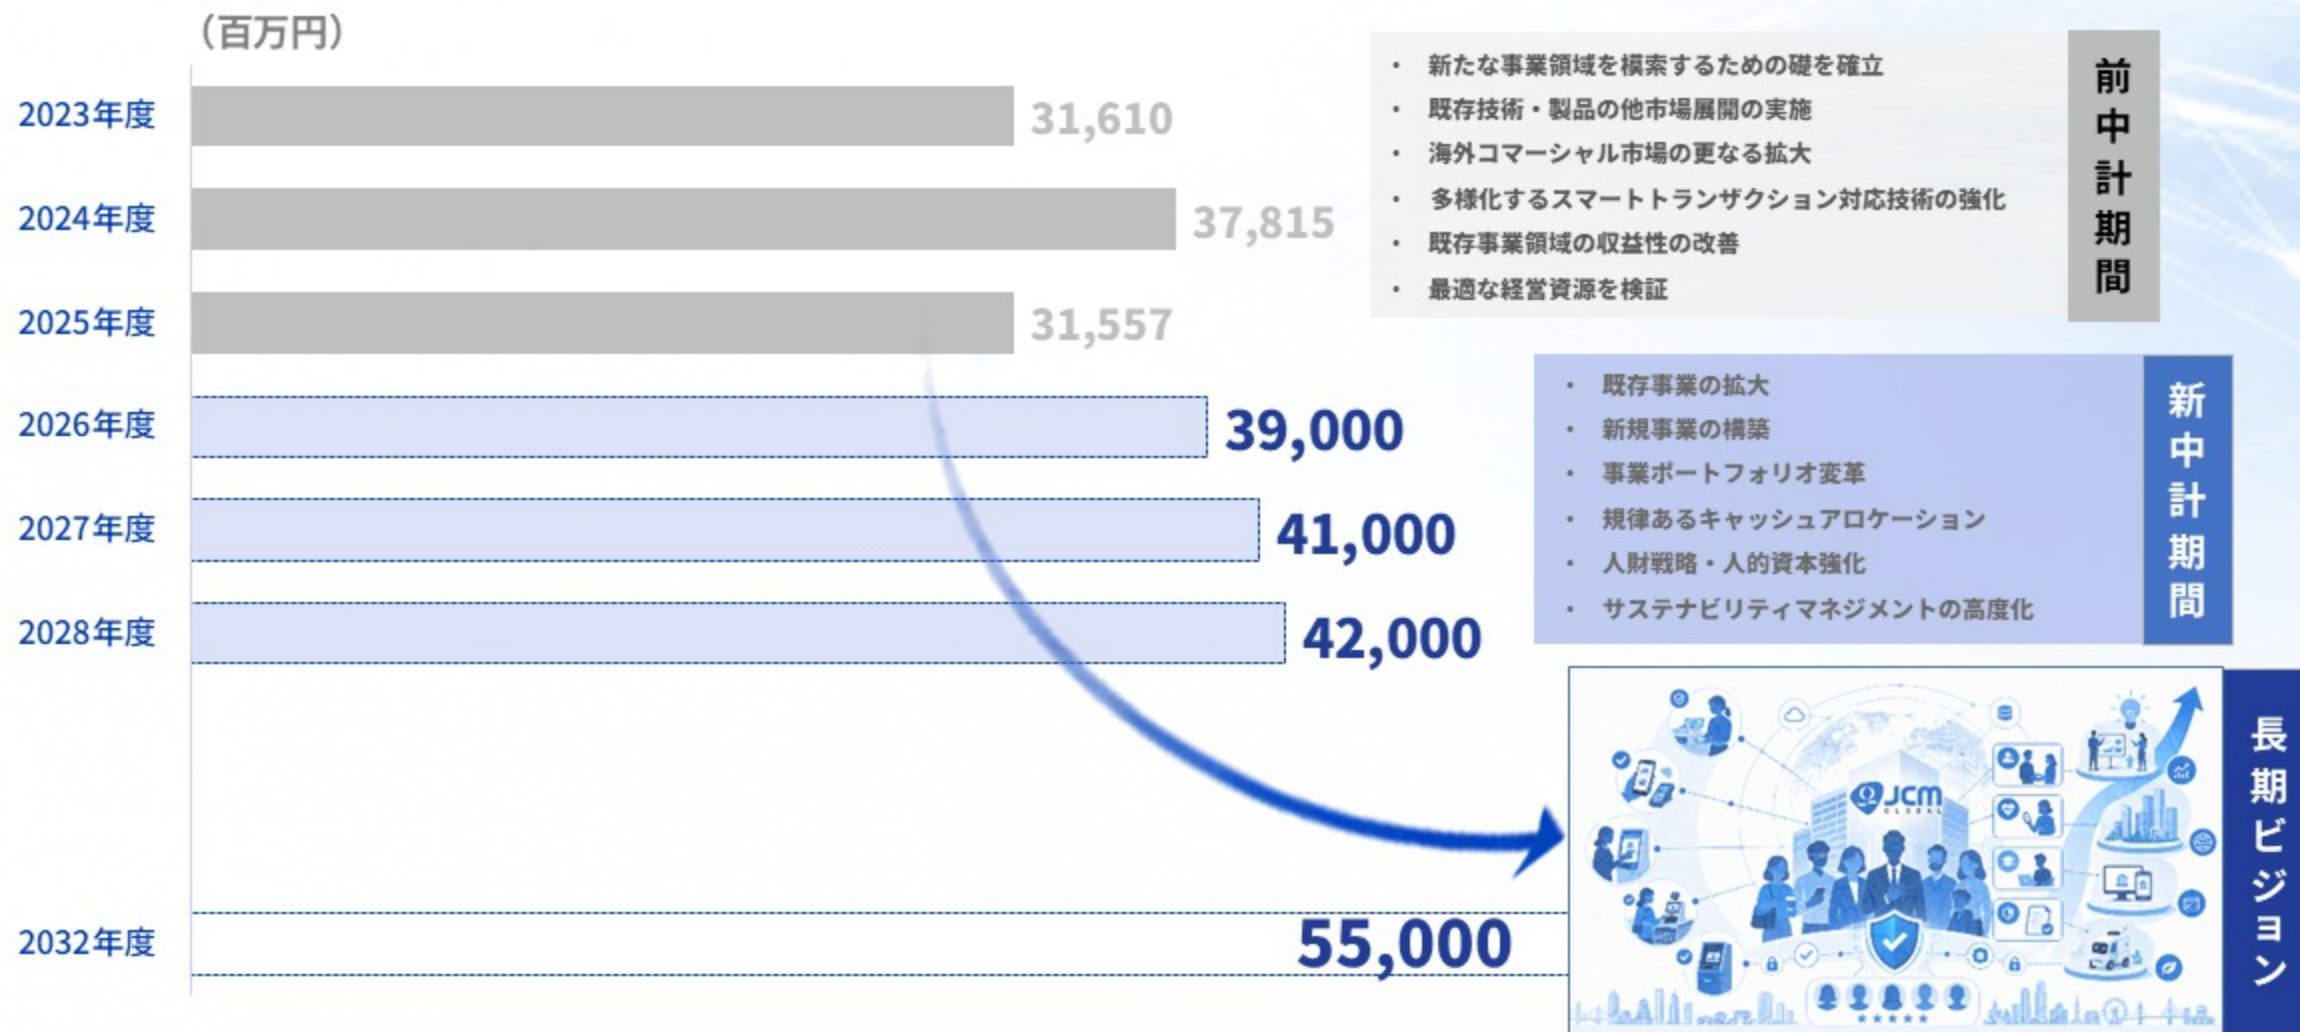 （百万円）
2023年度
31,610
2024年度
37,815
2025年度
31,557
2026年度
39,000
2027年度
41,000
2028年度
42,000
2032年度
55,000
・ 新たな事業領域を模索するための礎を確立
・ 既存技術・製品の他市場展開の実施
・ 海外コマーシャル市場の更なる拡大
・ 多様化するスマートトランザクション対応技術の強化
・ 既存事業領域の収益性の改善
・ 最適な経営資源を検証
前中計期間
・ 既存事業の拡大
・ 新規事業の構築
・ 事業ポートフォリオ変革
・ 規律あるキャッシュアロケーション
・ 人財戦略・人的資本強化
・ サステナビリティマネジメントの高度化
新中計期間
JCM
GLOBAL
長期ビジョン